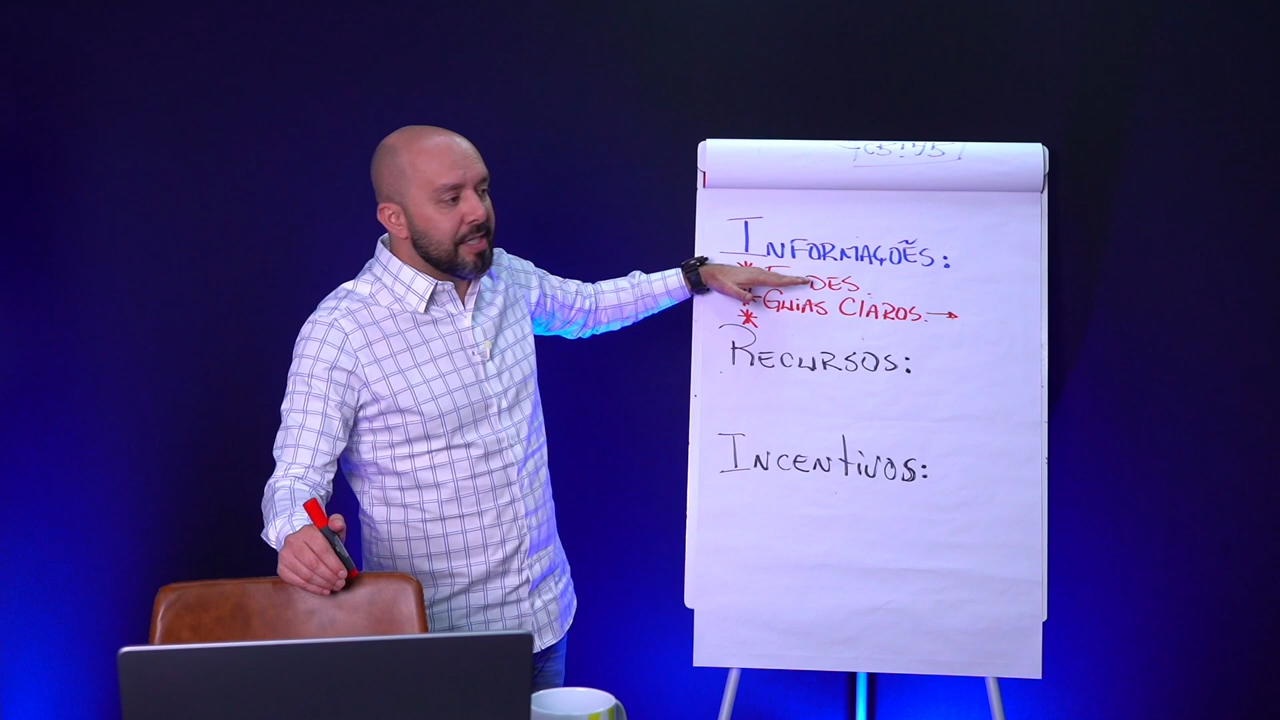 INFORMAÇÕES:
*
* GUIAS CLAROS. →
*
RECURSOS:
INCENTIVOS: